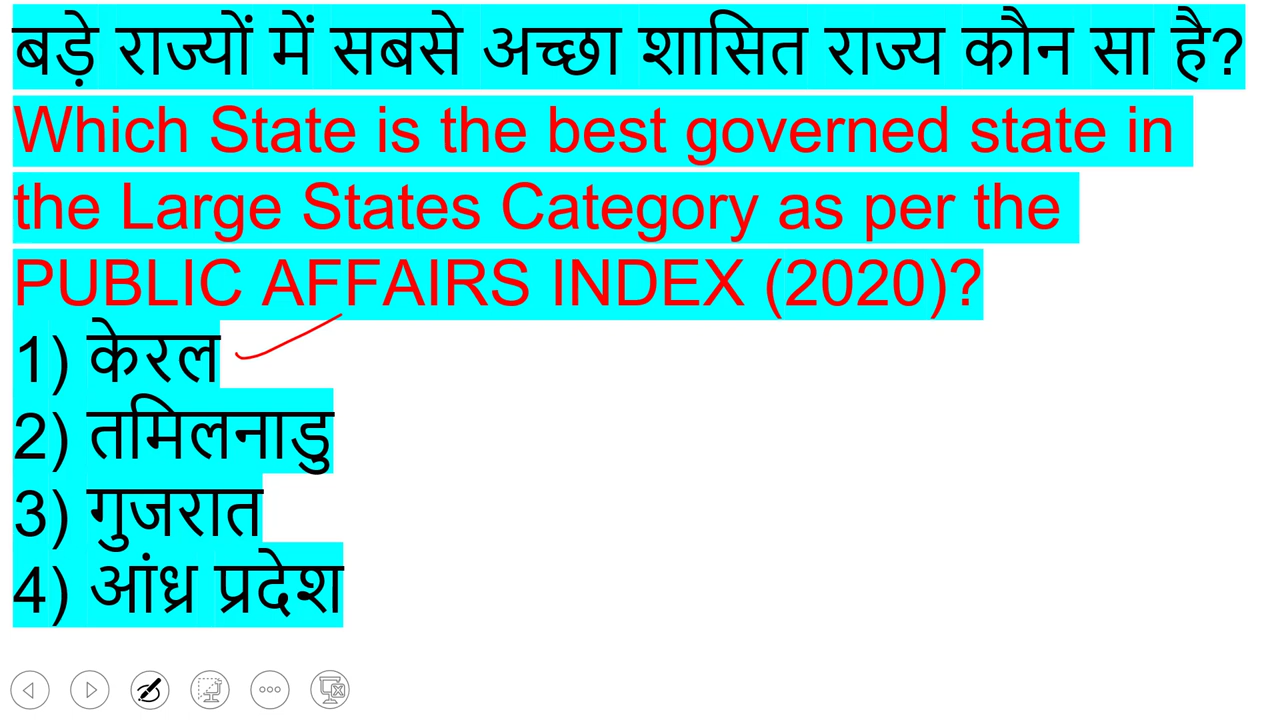 बड़े राज्यों में सबसे अच्छा शासित राज्य कौन सा है?
Which State is the best governed state in
the Large States Category as per the
PUBLIC AFFAIRS INDEX (2020)?
1) केरल
2) तमिलनाडु
3) गुजरात
4) आंध्र प्रदेश